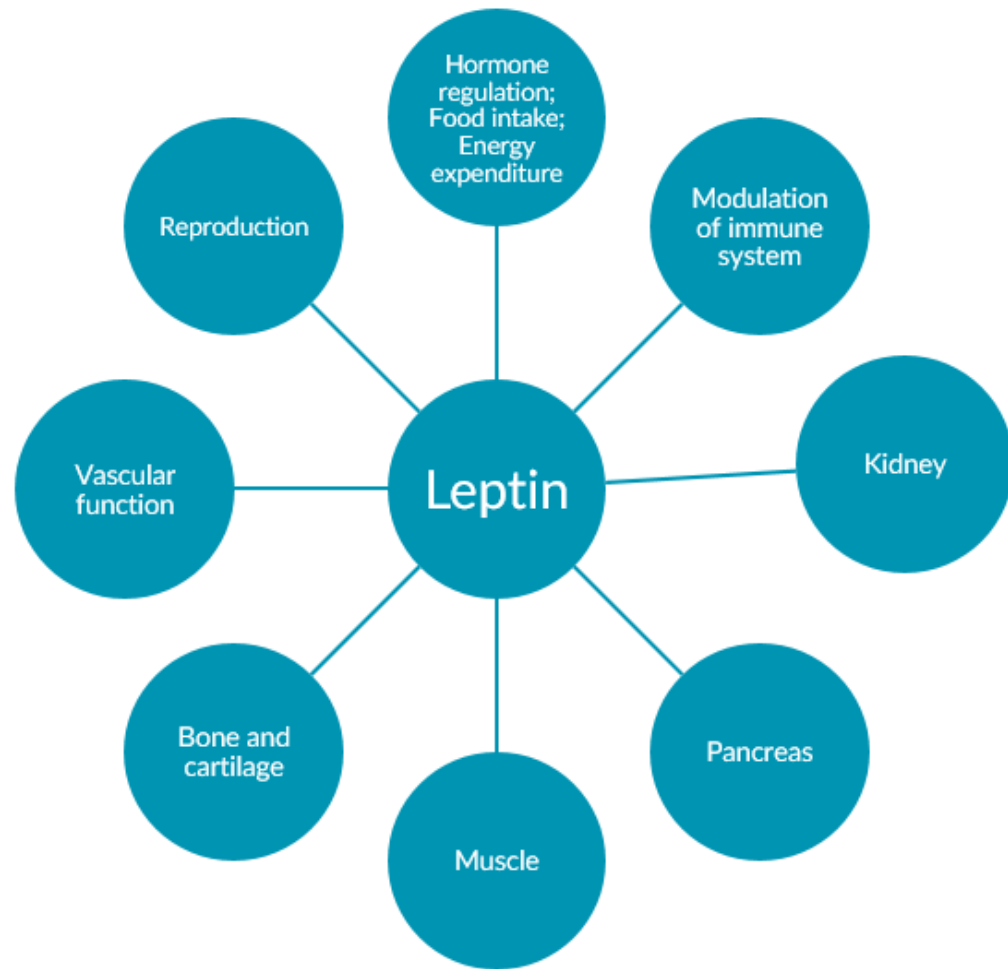 Hormone
regulation;
Food intake;
Energy
expenditure
Modulation
of immune
system
Reproduction
Kidney
Vascular
function
Leptin
Bone and
cartilage
Pancreas
Muscle